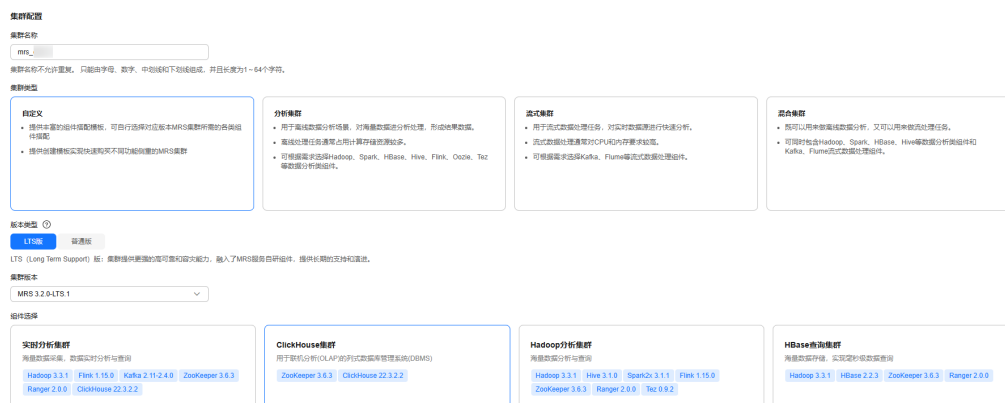 集群配置
集群名称
mrs_
集群名称不允许重复。 只能由字母、数字、中划线和下划线组成，并且长度为1～64个字符。
集群类型
自定义
• 提供丰富的组件搭配模板，可自行选择对应版本MRS集群所需的各类组
件搭配
• 提供创建模板实现快速购买不同功能侧重的MRS集群
分析集群
• 用于离线数据分析场景，对海量数据进分析处理，形成结果数据。
• 离线处理任务通常占用计算存储资源较多。
• 可根据需求选择Hadoop、Spark、HBase、Hive、Flink、Oozie、Tez
等数据分析类组件。
流式集群
• 用于流式数据处理任务，对实时数据源进行快速分析。
• 流式数据处理通常对CPU和内存要求较高。
• 可根据需求选择Kafka、Flume等流式数据处理组件。
混合集群
• 既可以用来做离线数据分析，又可以用来做流处理任务。
• 可同时包含Hadoop、Spark、HBase、Hive等数据分析类组件和
Kafka、Flume流式数据处理组件。
版本类型 ?
LTS版 普通版
LTS（Long Term Support）版：集群提供更强的高可靠和容灾能力，融入了MRS服务自研组件，提供长期的支持和演进。
集群版本
MRS 3.2.0-LTS.1
组件选择
实时分析集群
海量数据采集，数据实时分析与查询
Hadoop 3.3.1 Flink 1.15.0 Kafka 2.11-2.4.0 ZooKeeper 3.6.3
Ranger 2.0.0 ClickHouse 22.3.2.2
ClickHouse集群
用于联机分析(OLAP)的列式数据库管理系统(DBMS)
ZooKeeper 3.6.3 ClickHouse 22.3.2.2
Hadoop分析集群
海量数据分析与查询
Hadoop 3.3.1 Hive 3.1.0 Spark2x 3.1.1 Flink 1.15.0
ZooKeeper 3.6.3 Ranger 2.0.0 Tez 0.9.2
HBase查询集群
海量数据存储，实现毫秒级数据查询
Hadoop 3.3.1 HBase 2.2.3 ZooKeeper 3.6.3 Ranger 2.0.0